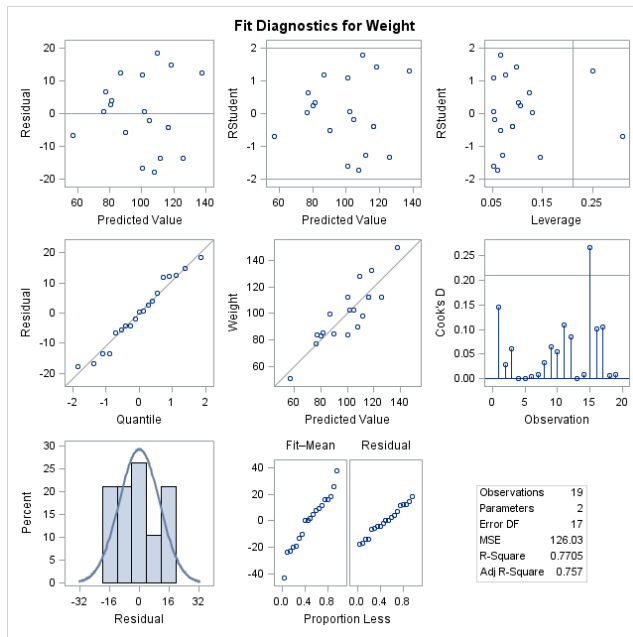 Fit Diagnostics for Weight
Residual
20
10
0
-10
-20
60 80 100 120 140
Predicted Value
RStudent
2
1
0
-1
-2
60 80 100 120 140
Predicted Value
RStudent
2
1
0
-1
-2
0.05 0.15 0.25
Leverage
Residual
20
10
0
-10
-20
-2 -1 0 1 2
Quantile
Weight
140
120
100
80
60
60 80 100 120 140
Predicted Value
Cook's D
0.25
0.20
0.15
0.10
0.05
0.00
0 5 10 15 20
Observation
Percent
30
25
20
15
10
5
0
-32 -16 0 16 32
Residual
Fit–Mean Residual
40
20
0
-20
-40
0.0 0.4 0.8 0.0 0.4 0.8
Proportion Less
Observations 19
Parameters 2
Error DF 17
MSE 126.03
R-Square 0.7705
Adj R-Square 0.757